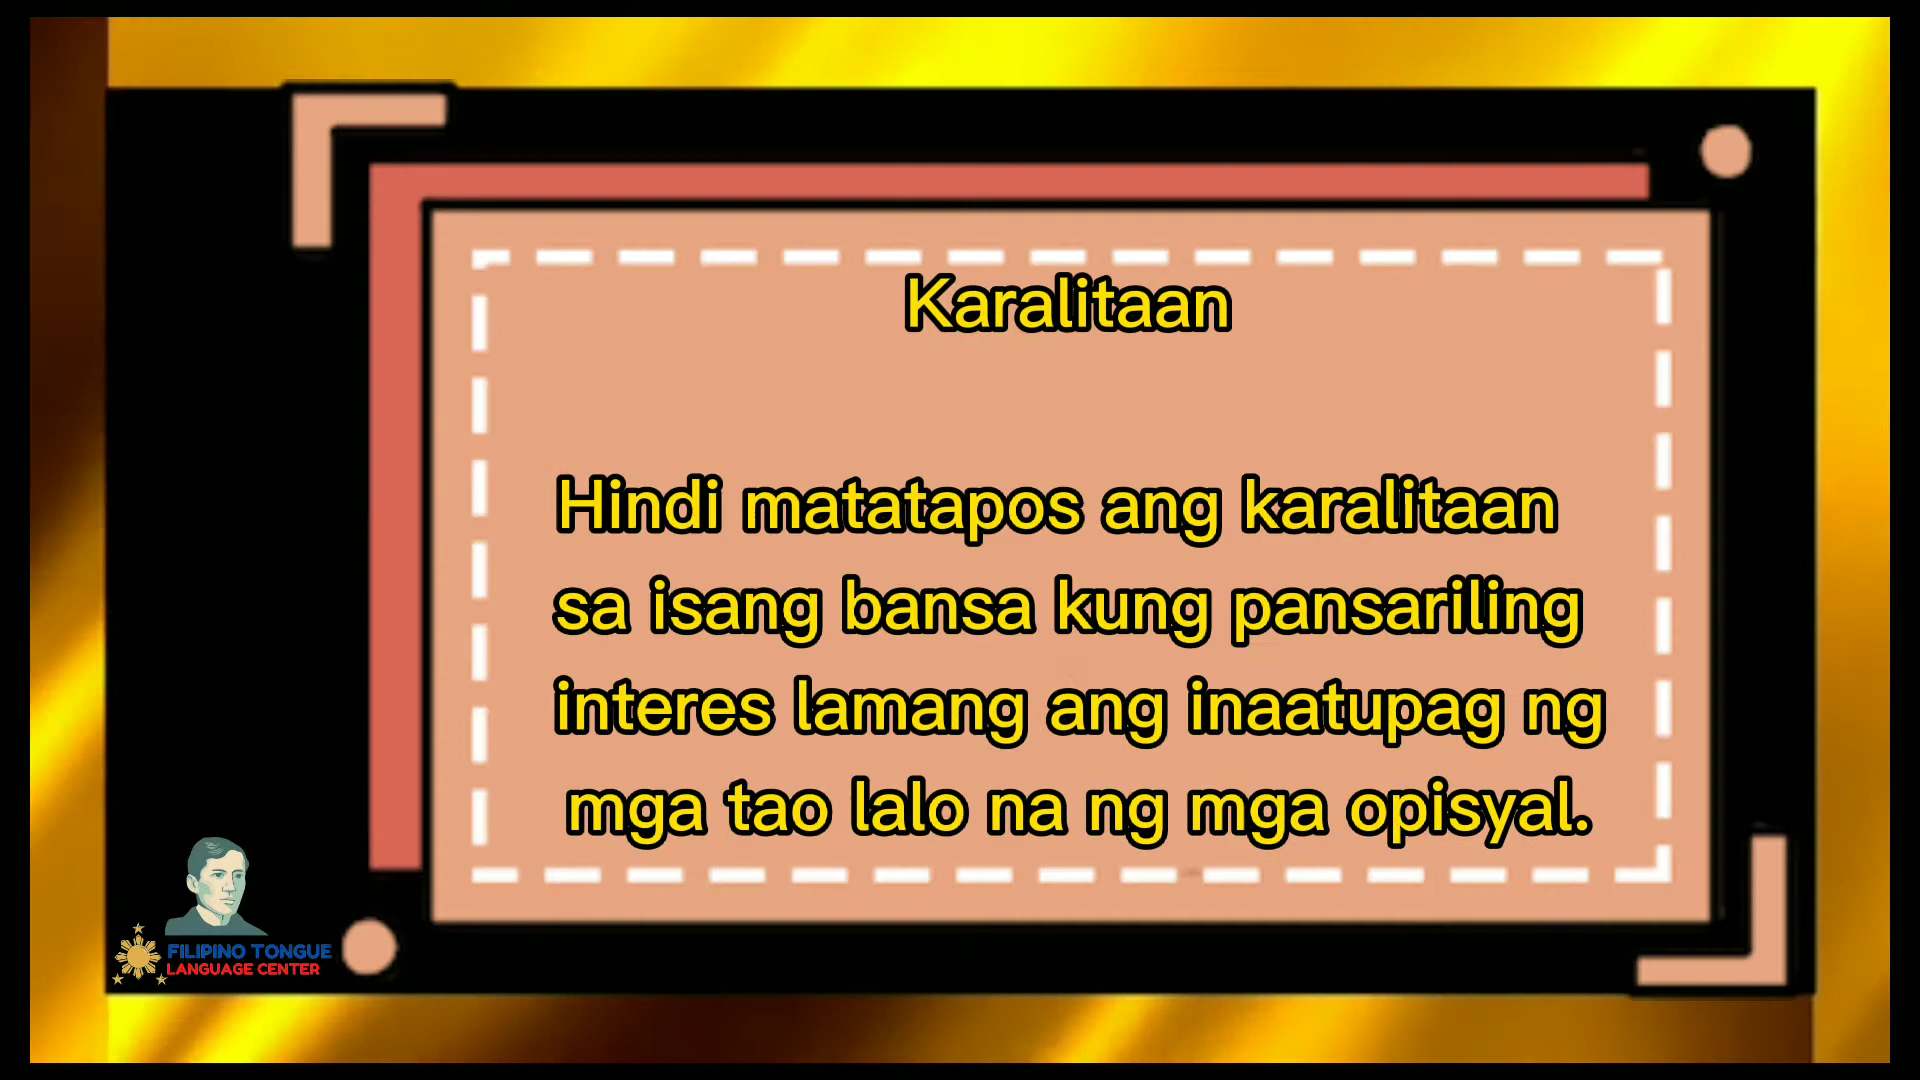 Karalitaan
Hindi matatapos ang karalitaan
sa isang bansa kung pansariling
interes lamang ang inaatupag ng
mga tao lalo na ng mga opisyal.
FILIPINO TONGUE
LANGUAGE CENTER